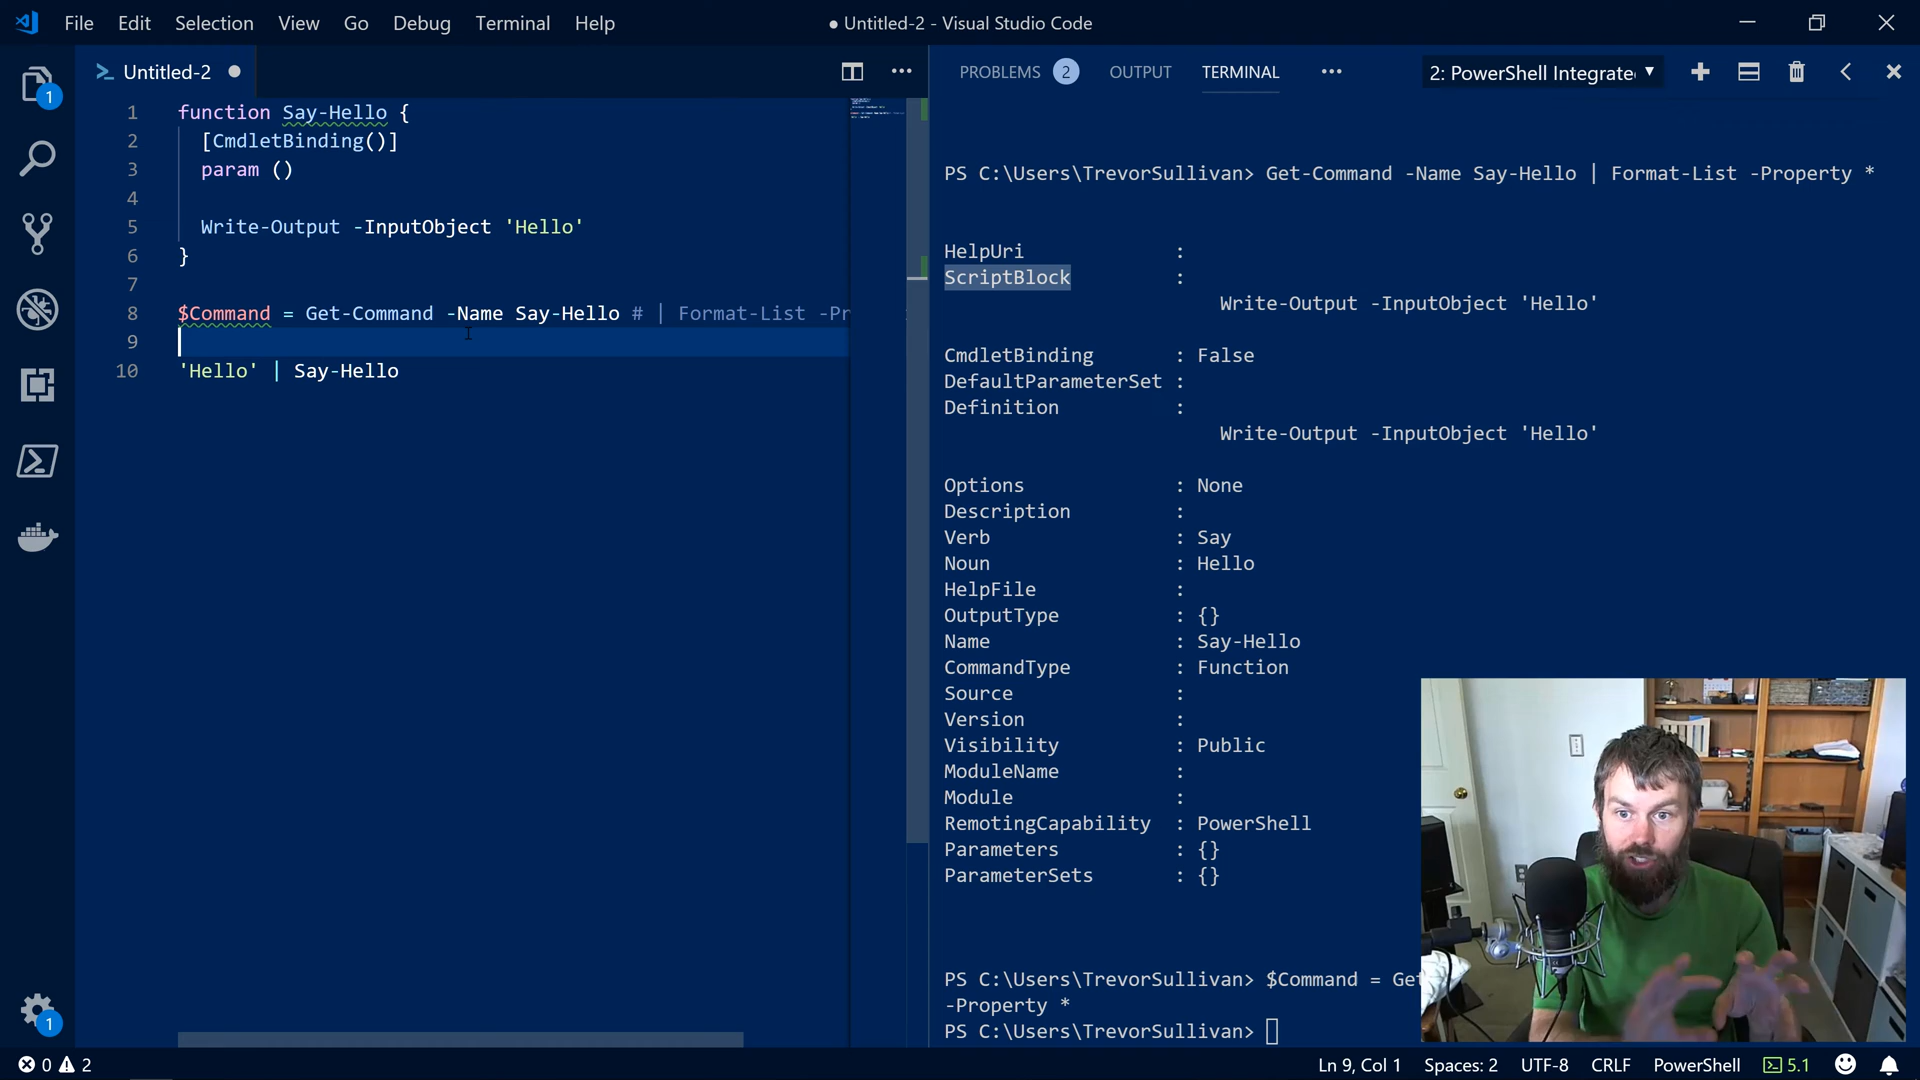 File Edit Selection View Go Debug Terminal Help
● Untitled-2 - Visual Studio Code
Untitled-2 ●
PROBLEMS 2 OUTPUT TERMINAL ••• 2: PowerShell Integrate
1 function Say-Hello {
2 [CmdletBinding()]
3 param ()
4
5 Write-Output -InputObject 'Hello'
6 }
7
8 $Command = Get-Command -Name Say-Hello # | Format-List -Pr
9
10 'Hello' | Say-Hello
PS C:\Users\TrevorSullivan> Get-Command -Name Say-Hello | Format-List -Property *
HelpUri :
ScriptBlock :
Write-Output -InputObject 'Hello'
CmdletBinding : False
DefaultParameterSet :
Definition :
Write-Output -InputObject 'Hello'
Options : None
Description :
Verb : Say
Noun : Hello
HelpFile :
OutputType : {}
Name : Say-Hello
CommandType : Function
Source :
Version :
Visibility : Public
ModuleName :
Module :
RemotingCapability : PowerShell
Parameters : {}
ParameterSets : {}
PS C:\Users\TrevorSullivan> $Command = Ge
-Property *
PS C:\Users\TrevorSullivan>
1
1
0 2
Ln 9, Col 1 Spaces: 2 UTF-8 CRLF PowerShell 5.1